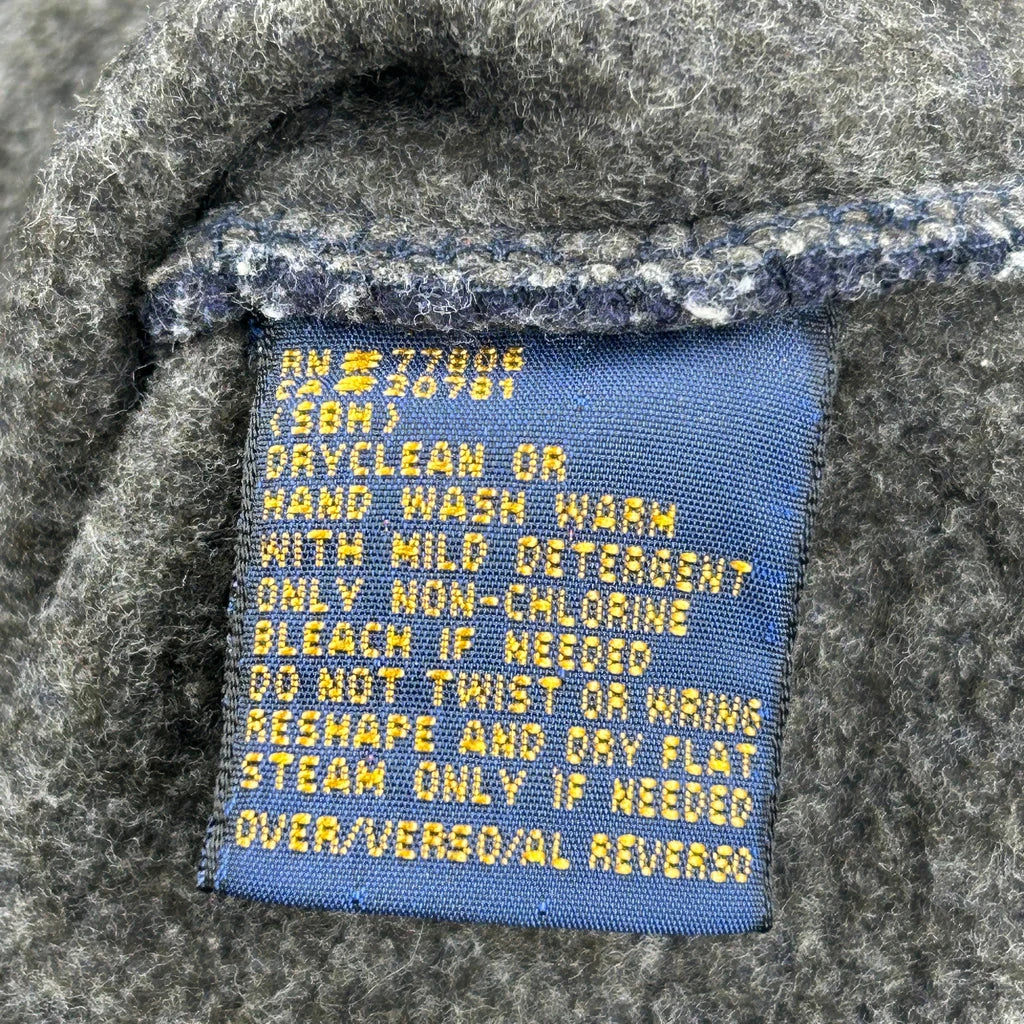 RN # 77806
CA # 30781
(SBH)
DRYCLEAN OR
HAND WASH WARM
WITH MILD DETERGENT
ONLY NON-CHLORINE
BLEACH IF NEEDED
DO NOT TWIST OR WRING
RESHAPE AND DRY FLAT
STEAM ONLY IF NEEDED
OVER/VERSO/AL REVERSO